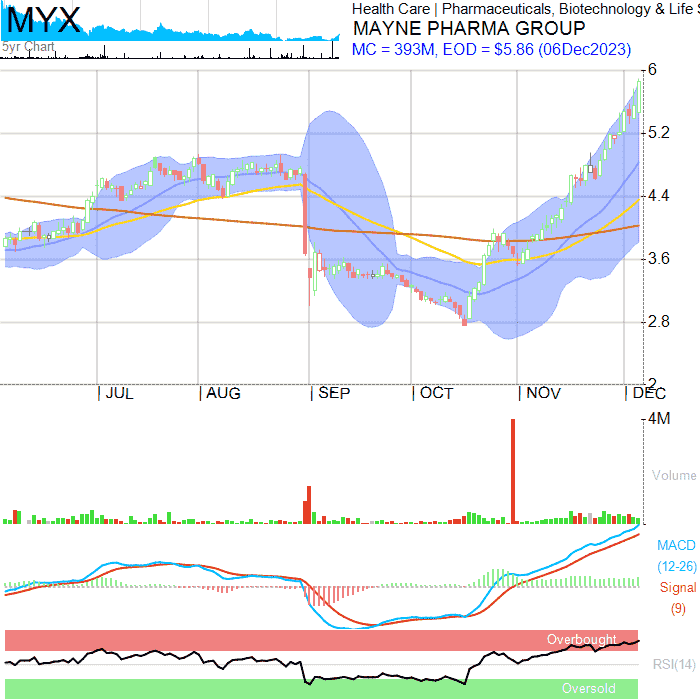 MYX
5yr Chart
Health Care | Pharmaceuticals, Biotechnology & Life S
MAYNE PHARMA GROUP
MC = 393M, EOD = $5.86 (06Dec2023)
6
5.2
4.4
3.6
2.8
2
| JUL | AUG | SEP | OCT | NOV | DEC
4M
Volume
MACD
(12-26)
Signal
(9)
Overbought
RSI(14)
Oversold